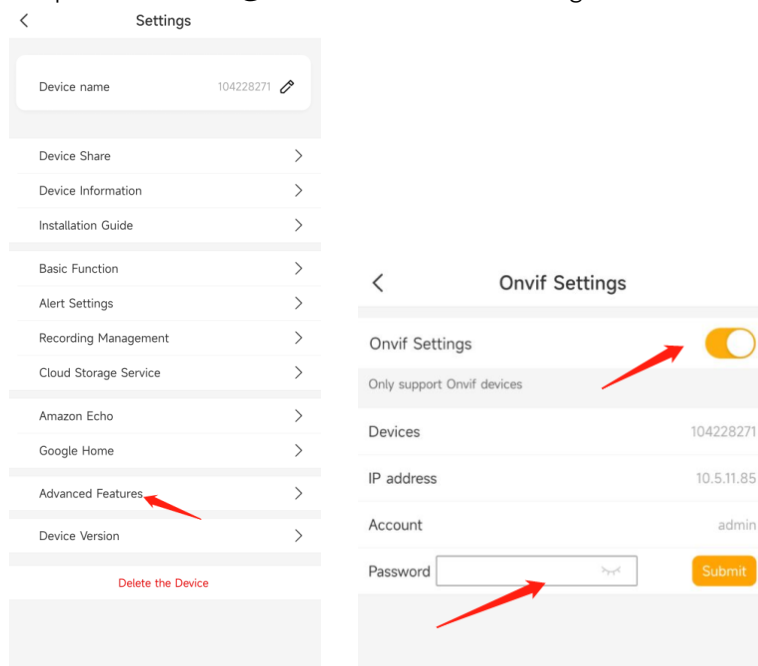 Settings
Device name 104228271
Device Share
Device Information
Installation Guide
Basic Function
Alert Settings
Recording Management
Cloud Storage Service
Amazon Echo
Google Home
Advanced Features
Device Version
Delete the Device
Onvif Settings
Onvif Settings
Only support Onvif devices
Devices 104228271
IP address 10.5.11.85
Account admin
Password Submit